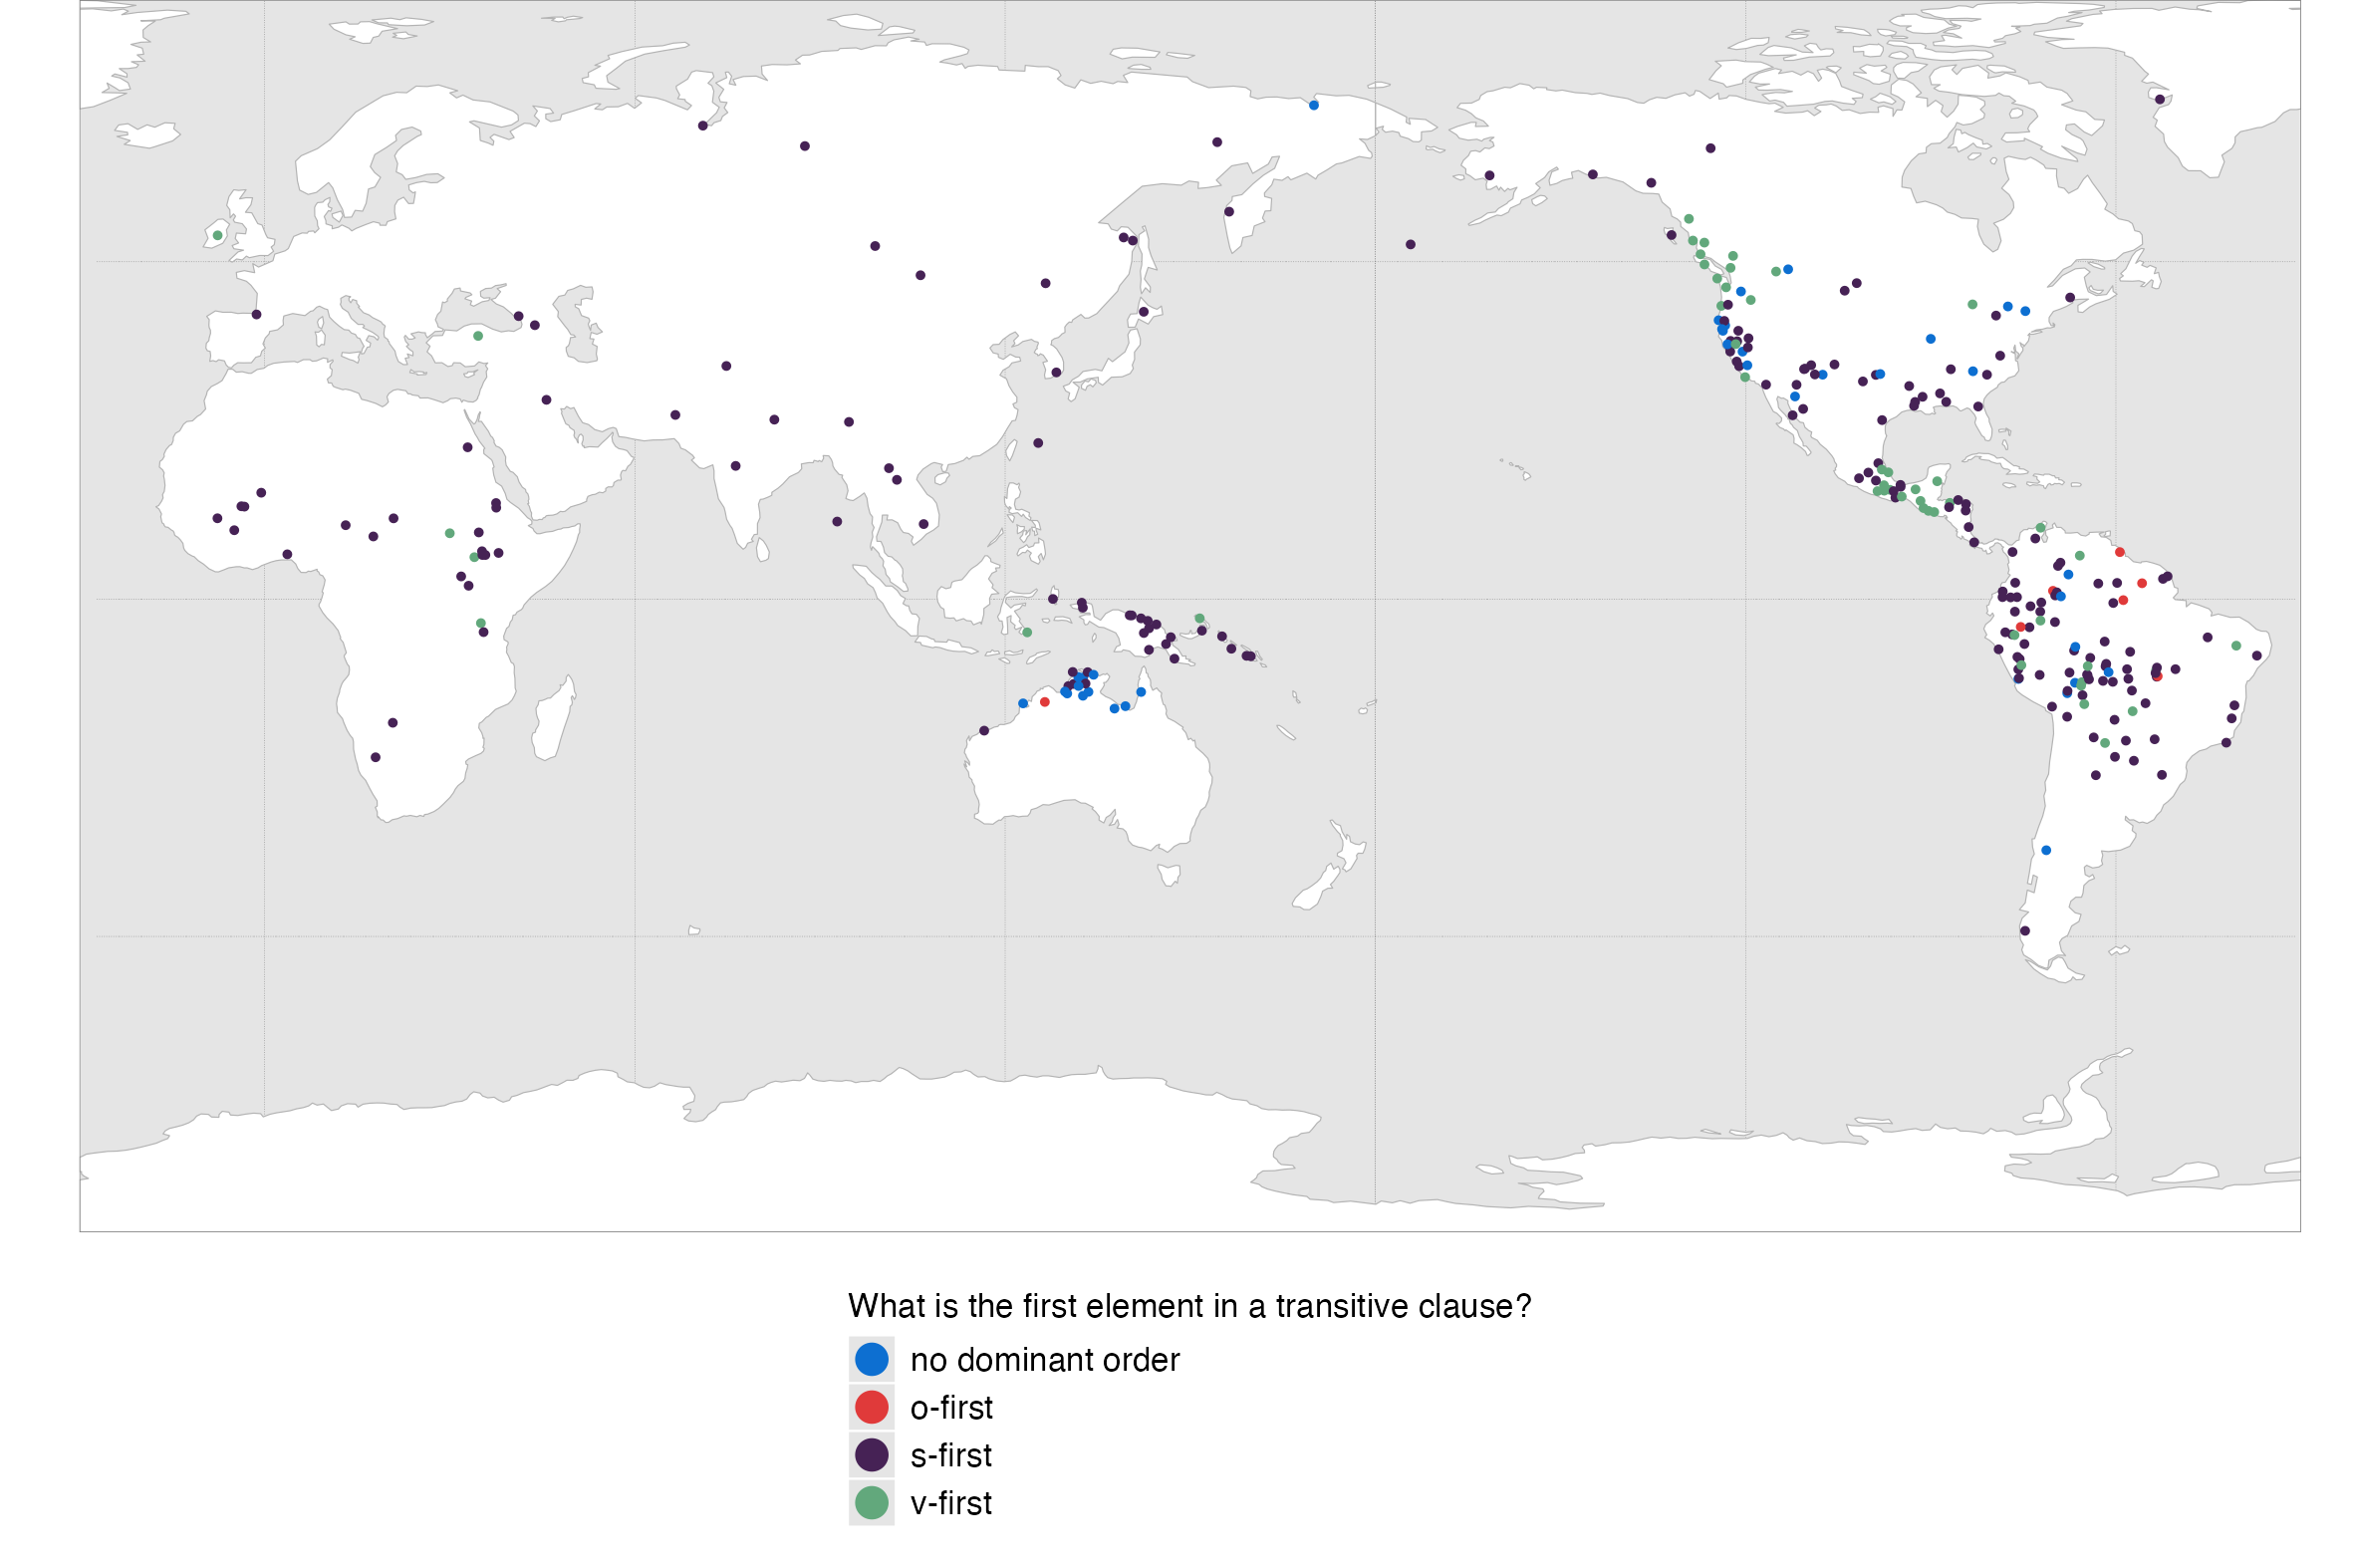 What is the first element in a transitive clause?
no dominant order
o-first
s-first
v-first